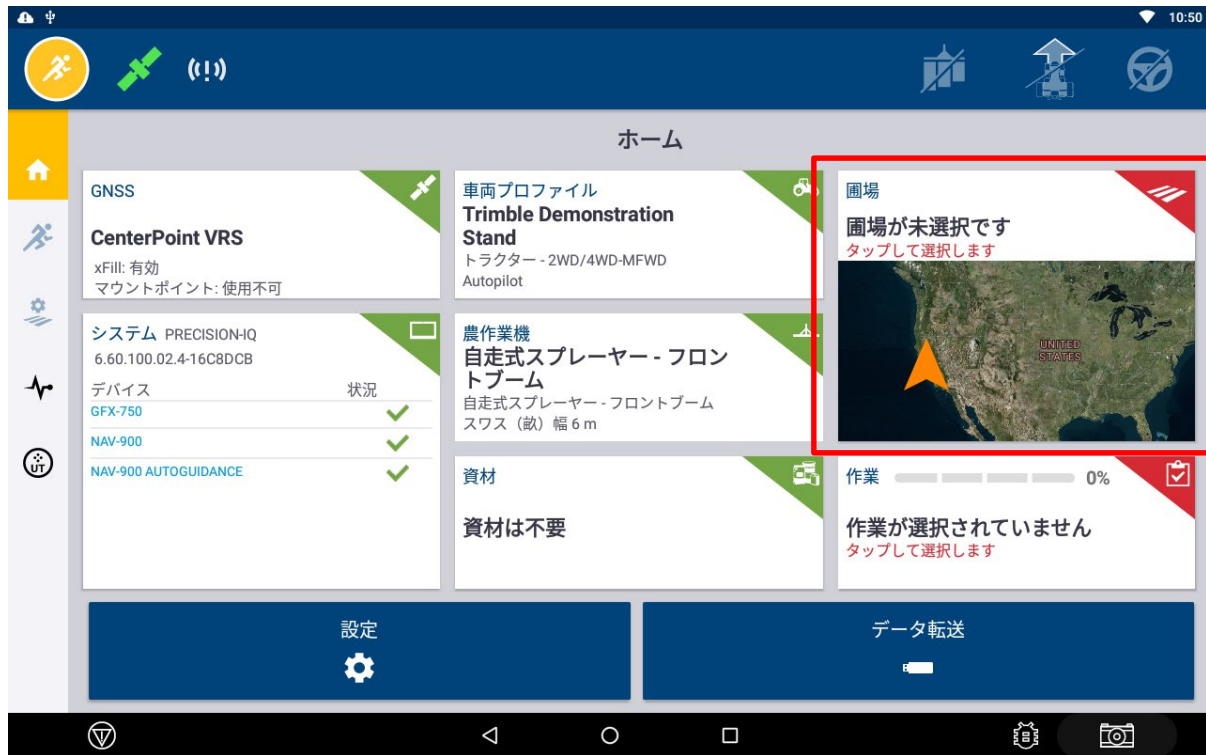 10:50
ホーム
GNSS
CenterPoint VRS
xFill: 有効
マウントポイント: 使用不可
車両プロファイル
Trimble Demonstration
Stand
トラクター - 2WD/4WD-MFWD
Autopilot
圃場
圃場が未選択です
タップして選択します
UNITED
STATES
システム PRECISION-IQ
6.60.100.02.4-16C8DCB
デバイス 状況
GFX-750
NAV-900
NAV-900 AUTOGUIDANCE
農作業機
自走式スプレーヤー - フロン
トブーム
自走式スプレーヤー - フロントブーム
スワス（畝）幅 6 m
UT
資材
資材は不要
作業 0%
作業が選択されていません
タップして選択します
設定
データ転送